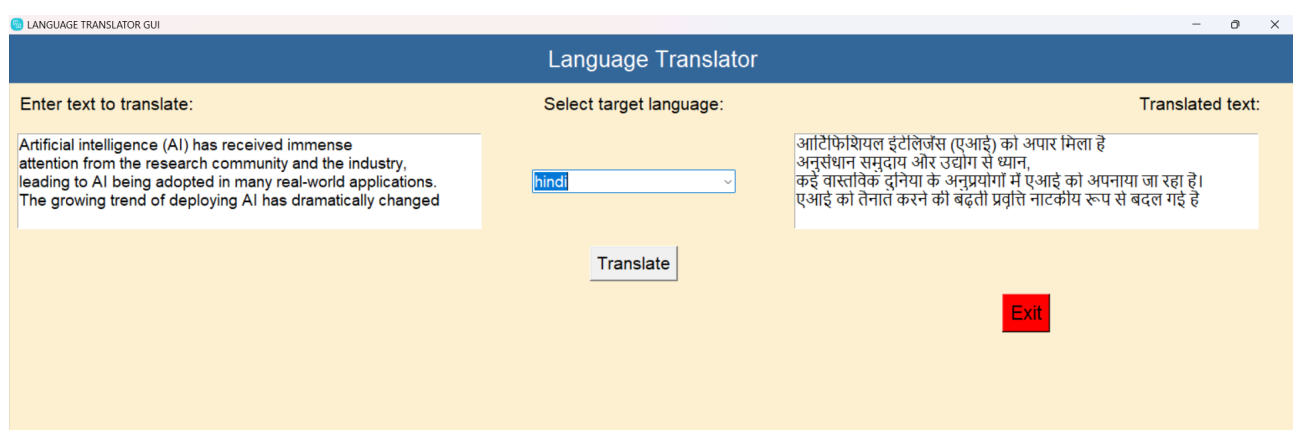 LANGUAGE TRANSLATOR GUI
Language Translator
Enter text to translate:
Select target language:
Translated text:
Artificial intelligence (AI) has received immense
attention from the research community and the industry,
leading to AI being adopted in many real-world applications.
The growing trend of deploying AI has dramatically changed
hindi
आर्टिफिशियल इंटेलिजेंस (एआई) को अपार मिला है
अनुसंधान समुदाय और उद्योग से ध्यान,
कई वास्तविक दुनिया के अनुप्रयोगों में एआई को अपनाया जा रहा है।
एआई को तैनात करने की बढ़ती प्रवृत्ति नाटकीय रूप से बदल गई है
Translate
Exit